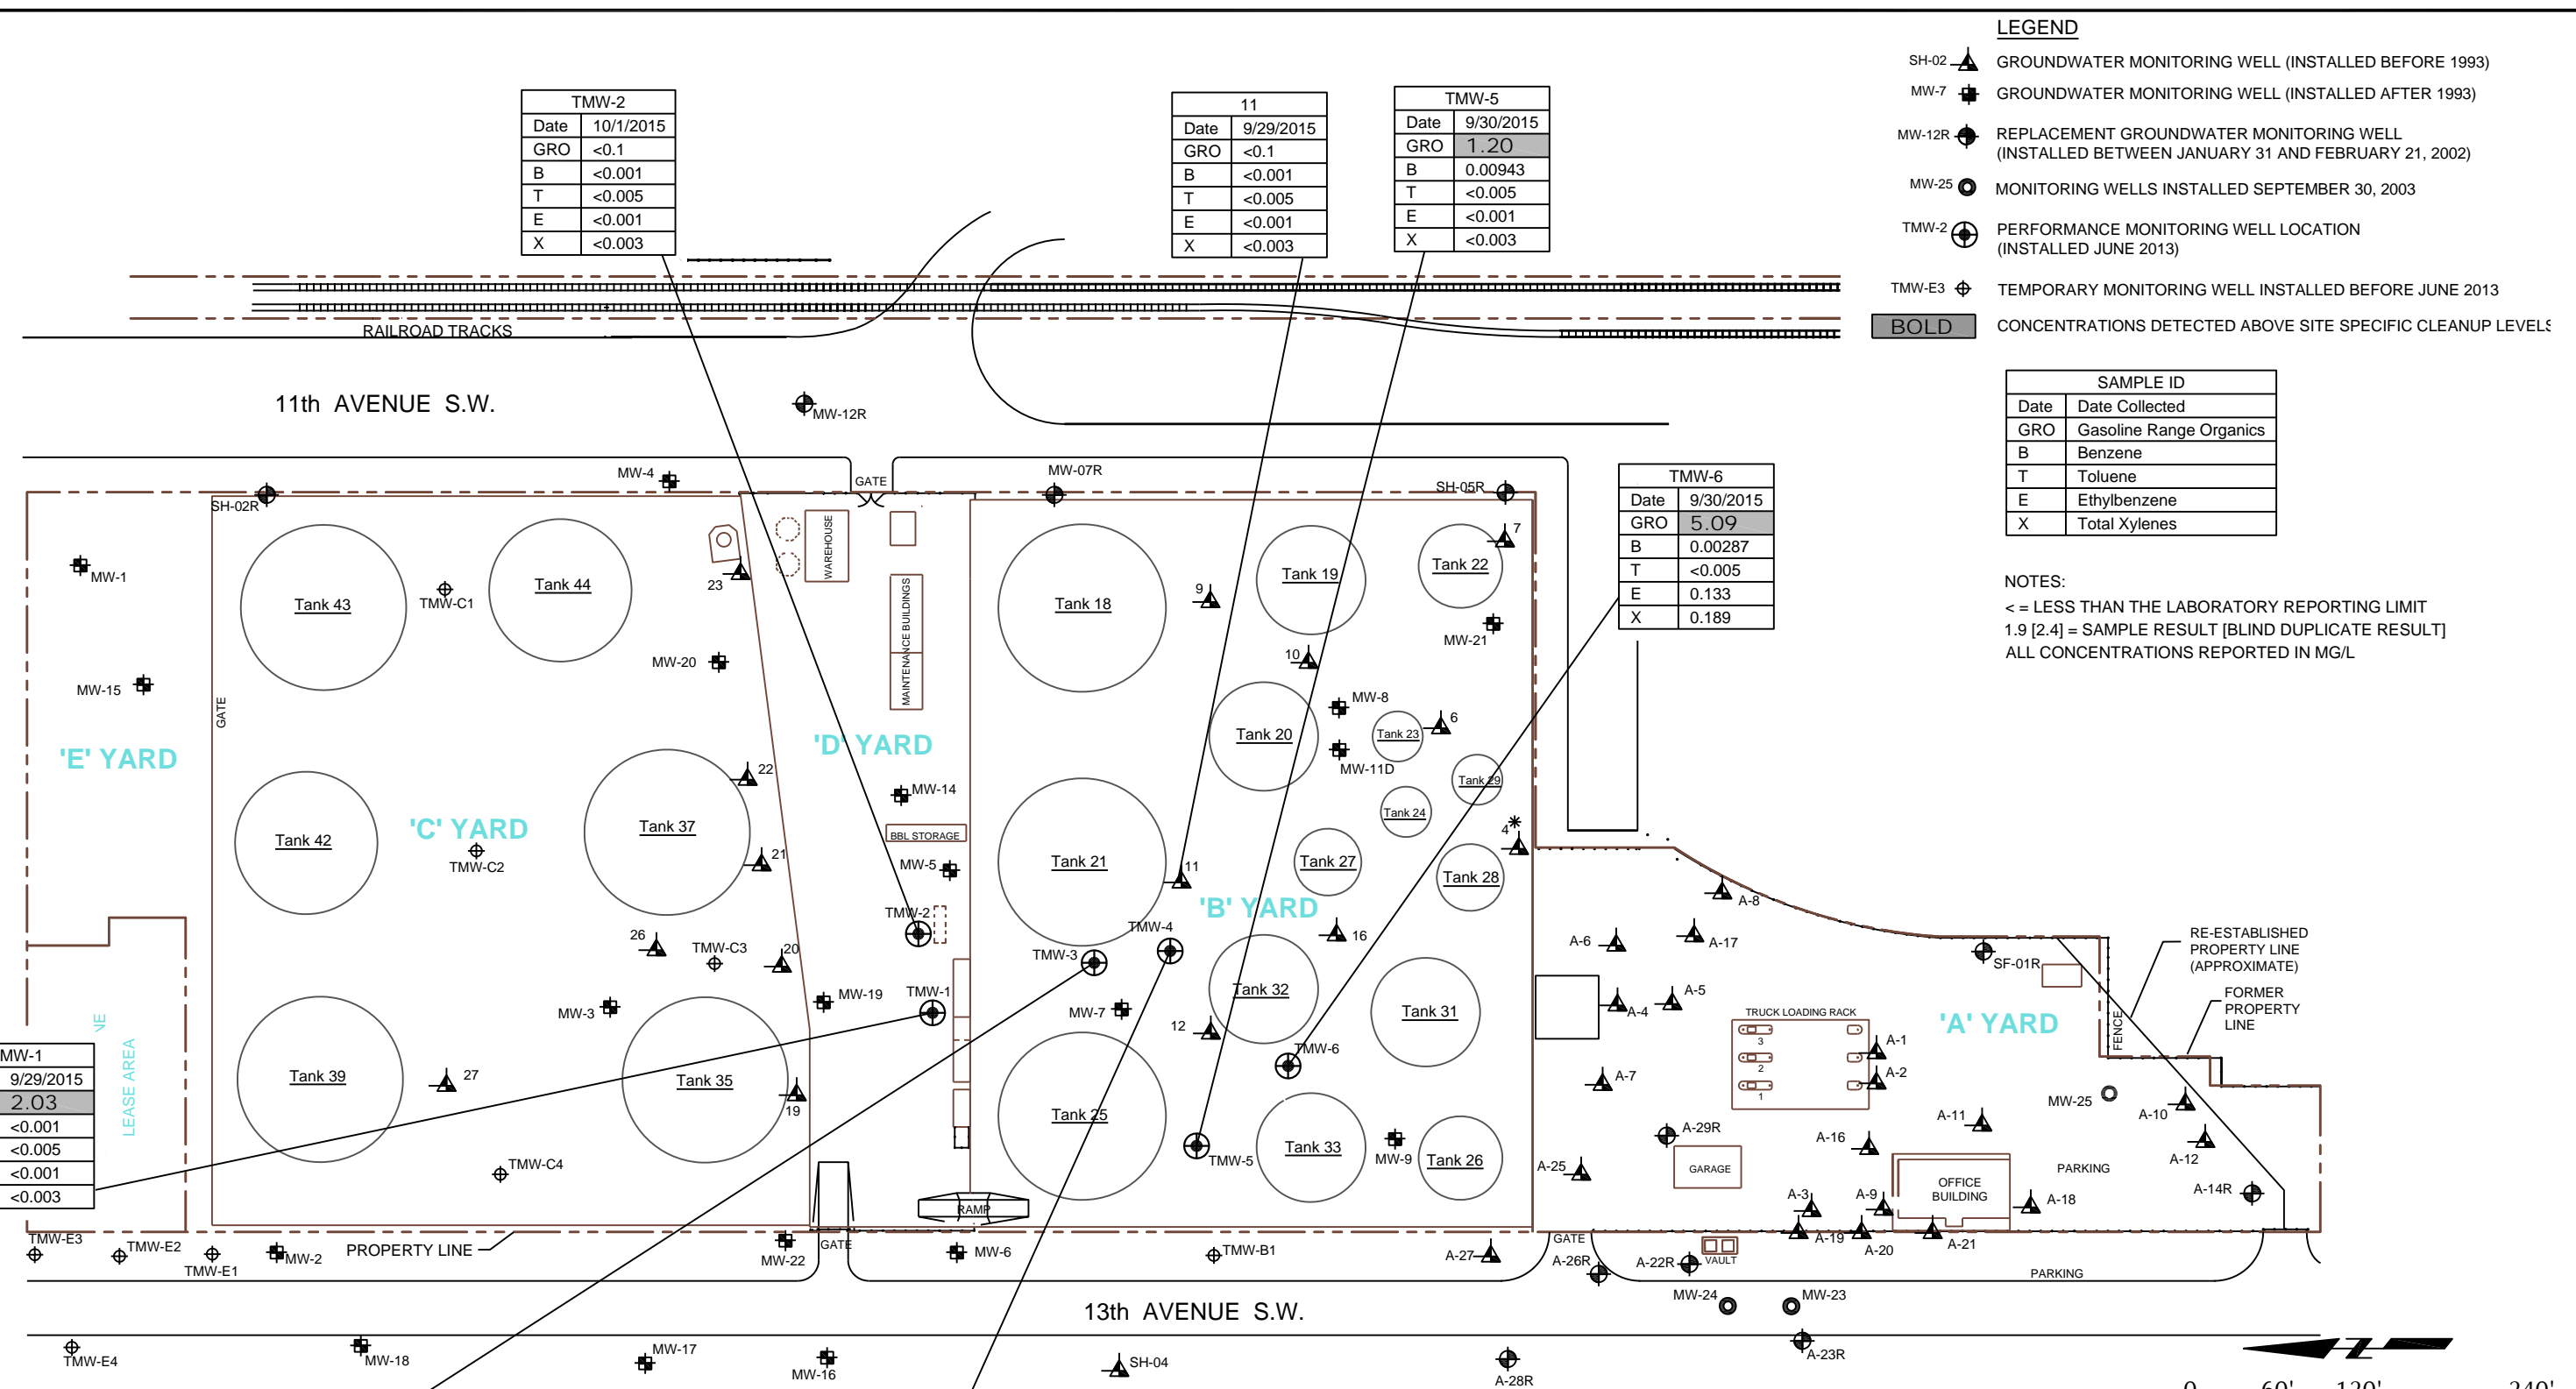 LEGEND
SH-02 GROUNDWATER MONITORING WELL (INSTALLED BEFORE 1993)
MW-7 GROUNDWATER MONITORING WELL (INSTALLED AFTER 1993)
MW-12R REPLACEMENT GROUNDWATER MONITORING WELL
(INSTALLED BETWEEN JANUARY 31 AND FEBRUARY 21, 2002)
MW-25 MONITORING WELLS INSTALLED SEPTEMBER 30, 2003
TMW-2 PERFORMANCE MONITORING WELL LOCATION
(INSTALLED JUNE 2013)
TMW-E3 TEMPORARY MONITORING WELL INSTALLED BEFORE JUNE 2013
BOLD CONCENTRATIONS DETECTED ABOVE SITE SPECIFIC CLEANUP LEVELS
SAMPLE ID
Date Date Collected
GRO Gasoline Range Organics
B Benzene
T Toluene
E Ethylbenzene
X Total Xylenes
NOTES:
< = LESS THAN THE LABORATORY REPORTING LIMIT
1.9 [2.4] = SAMPLE RESULT [BLIND DUPLICATE RESULT]
ALL CONCENTRATIONS REPORTED IN MG/L
TMW-2
Date 10/1/2015
GRO <0.1
B <0.001
T <0.005
E <0.001
X <0.003
11
Date 9/29/2015
GRO <0.1
B <0.001
T <0.005
E <0.001
X <0.003
TMW-5
Date 9/30/2015
GRO 1.20
B 0.00943
T <0.005
E <0.001
X <0.003
TMW-6
Date 9/30/2015
GRO 5.09
B 0.00287
T <0.005
E 0.133
X 0.189
RAILROAD TRACKS
11th AVENUE S.W.
MW-12R
MW-4
GATE
MW-07R
SH-05R
SH-02R
7
WAREHOUSE
MW-1
TMW-C1
Tank 43
Tank 44
23
Tank 18
9
Tank 19
Tank 22
MAINTENANCE BUILDINGS
MW-21
MW-20
10
MW-15
MW-8
GATE
6
'E' YARD
'D' YARD
Tank 20
Tank 23
22
MW-11D
Tank 29
MW-14
'C' YARD
Tank 37
Tank 24
4
Tank 42
BBL STORAGE
21
MW-5
Tank 21
11
Tank 27
Tank 28
TMW-C2
'B' YARD
A-8
TMW-2
TMW-4
26
TMW-C3
20
TMW-3
16
A-6
A-17
RE-ESTABLISHED
PROPERTY LINE
(APPROXIMATE)
SF-01R
FORMER
PROPERTY
LINE
MW-19
TMW-1
Tank 32
A-5
A-4
MW-3
MW-7
12
Tank 31
TRUCK LOADING RACK
3
2
1
'A' YARD
FENCE
NE
LEASE AREA
TMW-6
A-1
A-2
MW-1
9/29/2015
2.03
<0.001
<0.005
<0.001
<0.003
Tank 39
27
Tank 35
19
A-7
MW-25
A-10
Tank 25
A-11
A-29R
A-16
Tank 33
MW-9
Tank 26
TMW-5
A-12
TMW-C4
A-25
GARAGE
PARKING
OFFICE
BUILDING
A-14R
A-3
A-9
A-18
RAMP
TMW-E3
TMW-E2
TMW-E1
MW-2
PROPERTY LINE
MW-22
GATE
MW-6
TMW-B1
A-27
GATE
A-26R
A-22R
VAULT
A-19
A-20
A-21
PARKING
MW-24
MW-23
13th AVENUE S.W.
TMW-E4
MW-18
MW-17
MW-16
SH-04
A-28R
A-23R
0 60' 120' 240'